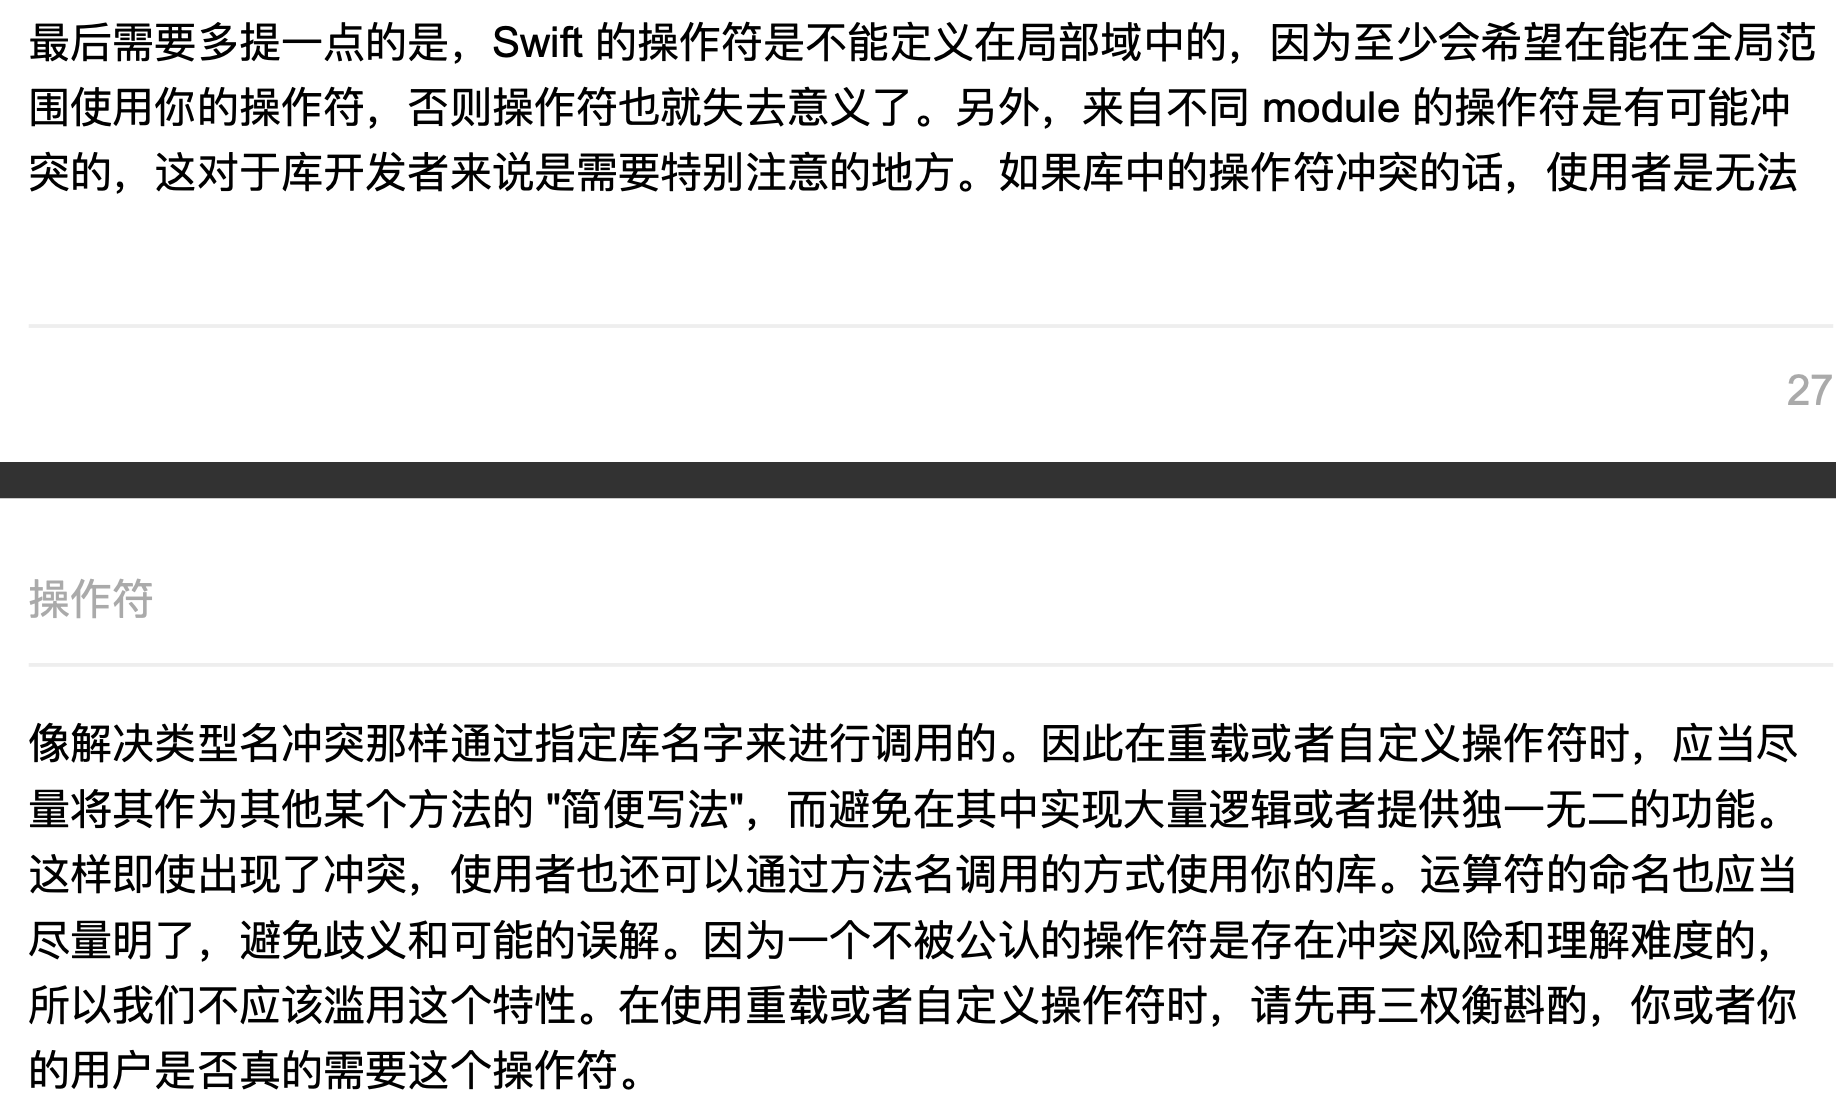 最后需要多提一点的是，Swift 的操作符是不能定义在局部域中的，因为至少会希望在能在全局范
围使用你的操作符，否则操作符也就失去意义了。另外，来自不同 module 的操作符是有可能冲
突的，这对于库开发者来说是需要特别注意的地方。如果库中的操作符冲突的话，使用者是无法
27
操作符
像解决类型名冲突那样通过指定库名字来进行调用的。因此在重载或者自定义操作符时，应当尽
量将其作为其他某个方法的 "简便写法"，而避免在其中实现大量逻辑或者提供独一无二的功能。
这样即使出现了冲突，使用者也还可以通过方法名调用的方式使用你的库。运算符的命名也应当
尽量明了，避免歧义和可能的误解。因为一个不被公认的操作符是存在冲突风险和理解难度的，
所以我们不应该滥用这个特性。在使用重载或者自定义操作符时，请先再三权衡斟酌，你或者你
的用户是否真的需要这个操作符。